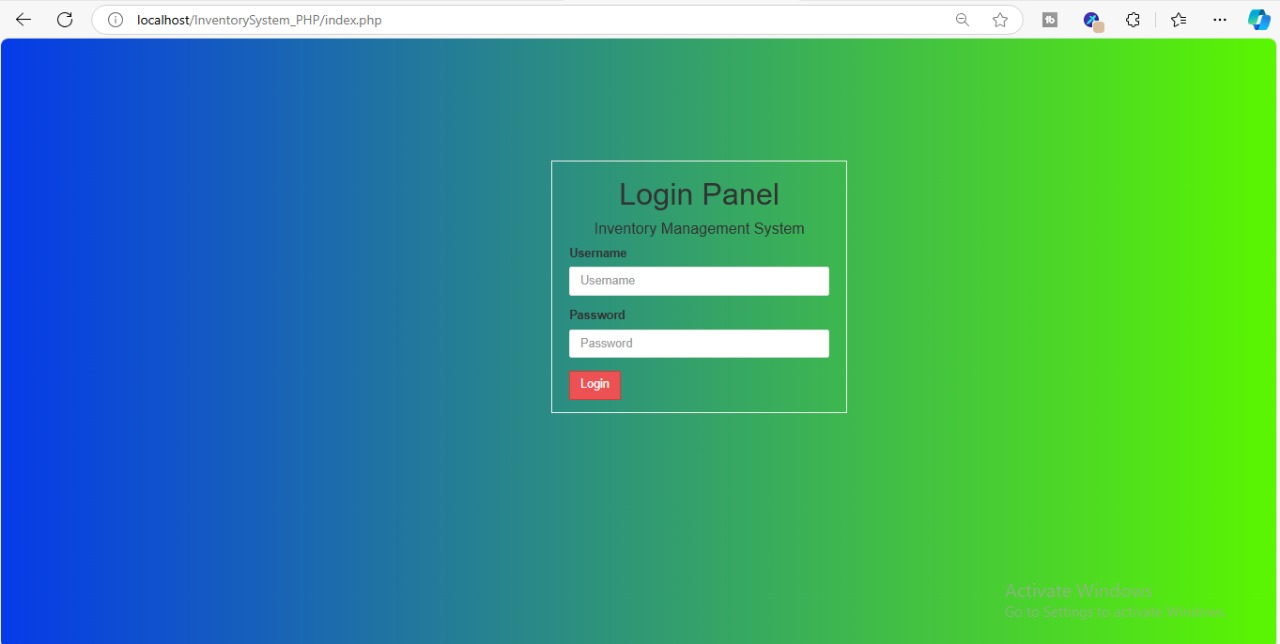 localhost/InventorySystem_PHP/index.php
Login Panel
Inventory Management System
Username
Username
Password
Password
Login
Activate Windows
Go to Settings to activate Windows.